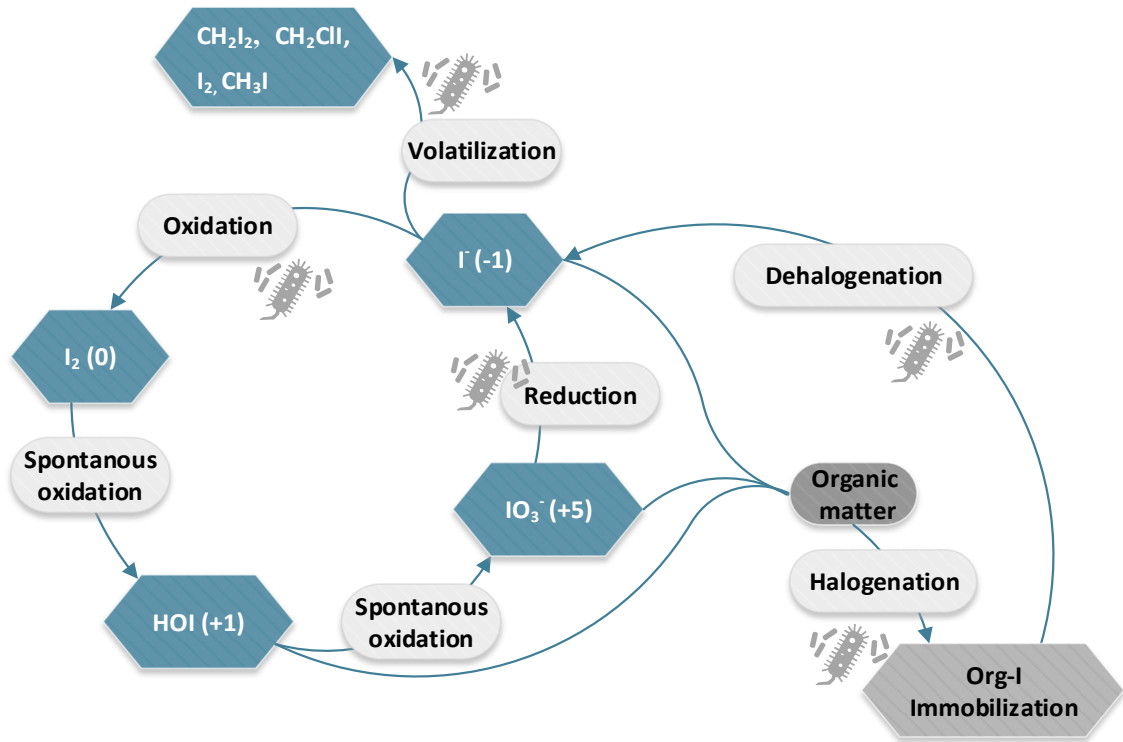 CH₂I₂, CH₂ClI,
I₂, CH₃I
Volatilization
Oxidation
I⁻ (-1)
Dehalogenation
I₂ (0)
Reduction
Spontanous
oxidation
IO₃⁻ (+5)
Organic
matter
Halogenation
HOI (+1)
Spontanous
oxidation
Org-I
Immobilization